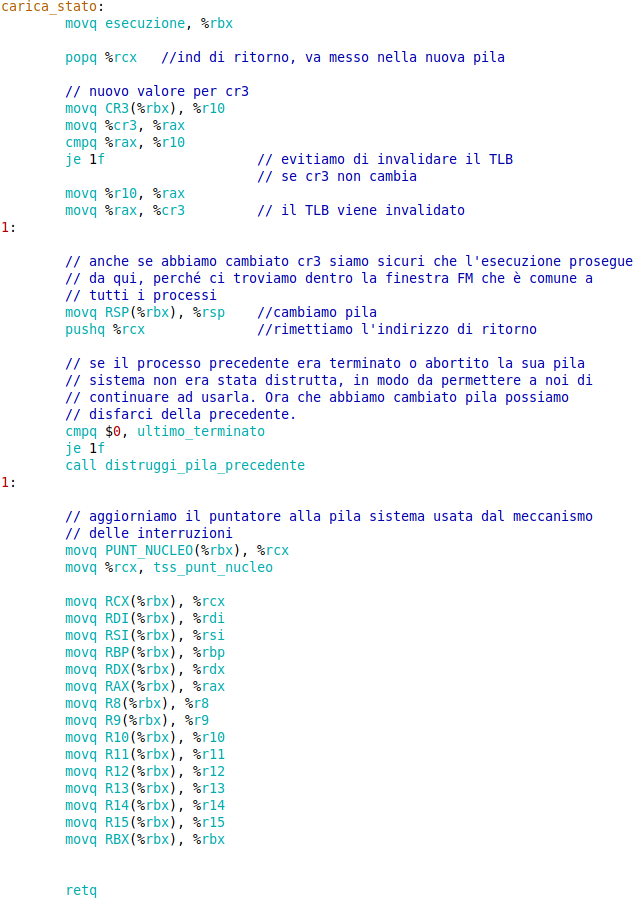 carica_stato:
movq esecuzione, %rbx
popq %rcx //ind di ritorno, va messo nella nuova pila
// nuovo valore per cr3
movq CR3(%rbx), %r10
movq %cr3, %rax
cmpq %rax, %r10
je 1f // evitiamo di invalidare il TLB
// se cr3 non cambia
movq %r10, %rax
movq %rax, %cr3 // il TLB viene invalidato
1:
// anche se abbiamo cambiato cr3 siamo sicuri che l'esecuzione prosegue
// da qui, perché ci troviamo dentro la finestra FM che è comune a
// tutti i processi
movq RSP(%rbx), %rsp //cambiamo pila
pushq %rcx //rimettiamo l'indirizzo di ritorno
// se il processo precedente era terminato o abortito la sua pila
// sistema non era stata distrutta, in modo da permettere a noi di
// continuare ad usarla. Ora che abbiamo cambiato pila possiamo
// disfarci della precedente.
cmpq $0, ultimo_terminato
je 1f
call distruggi_pila_precedente
1:
// aggiorniamo il puntatore alla pila sistema usata dal meccanismo
// delle interruzioni
movq PUNT_NUCLEO(%rbx), %rcx
movq %rcx, tss_punt_nucleo
movq RCX(%rbx), %rcx
movq RDI(%rbx), %rdi
movq RSI(%rbx), %rsi
movq RBP(%rbx), %rbp
movq RDX(%rbx), %rdx
movq RAX(%rbx), %rax
movq R8(%rbx), %r8
movq R9(%rbx), %r9
movq R10(%rbx), %r10
movq R11(%rbx), %r11
movq R12(%rbx), %r12
movq R13(%rbx), %r13
movq R14(%rbx), %r14
movq R15(%rbx), %r15
movq RBX(%rbx), %rbx
retq